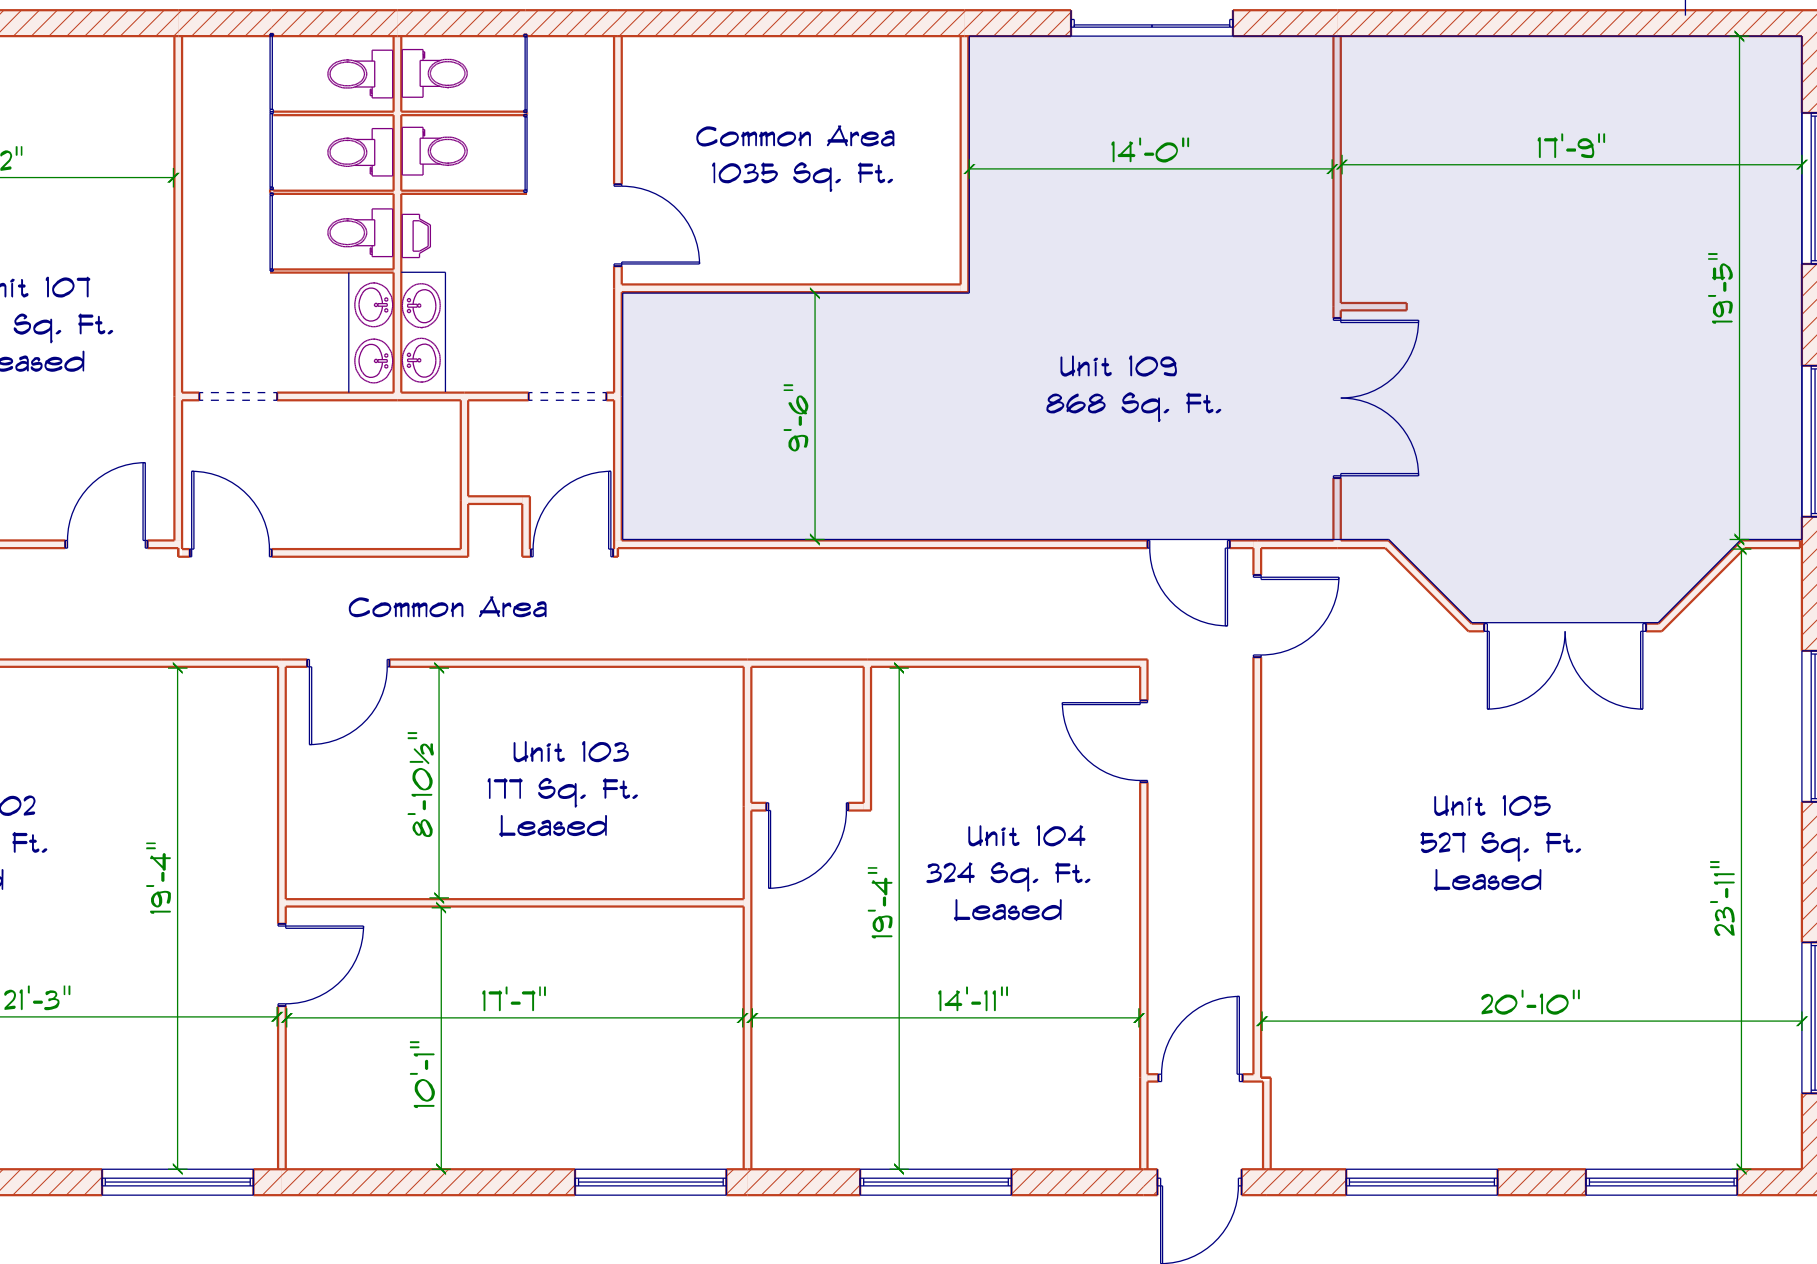 2"
14'-0"
17'-9"
Common Area
1035 Sq. Ft.
19'-5"
nit 107
Sq. Ft.
eased
9'-6"
Unit 109
868 Sq. Ft.
Common Area
8'-10½"
Unit 103
177 Sq. Ft.
Leased
02
Ft.
d
19'-4"
19'-4"
Unit 104
324 Sq. Ft.
Leased
Unit 105
527 Sq. Ft.
Leased
23'-11"
21'-3"
17'-7"
14'-11"
20'-10"
10'-1"